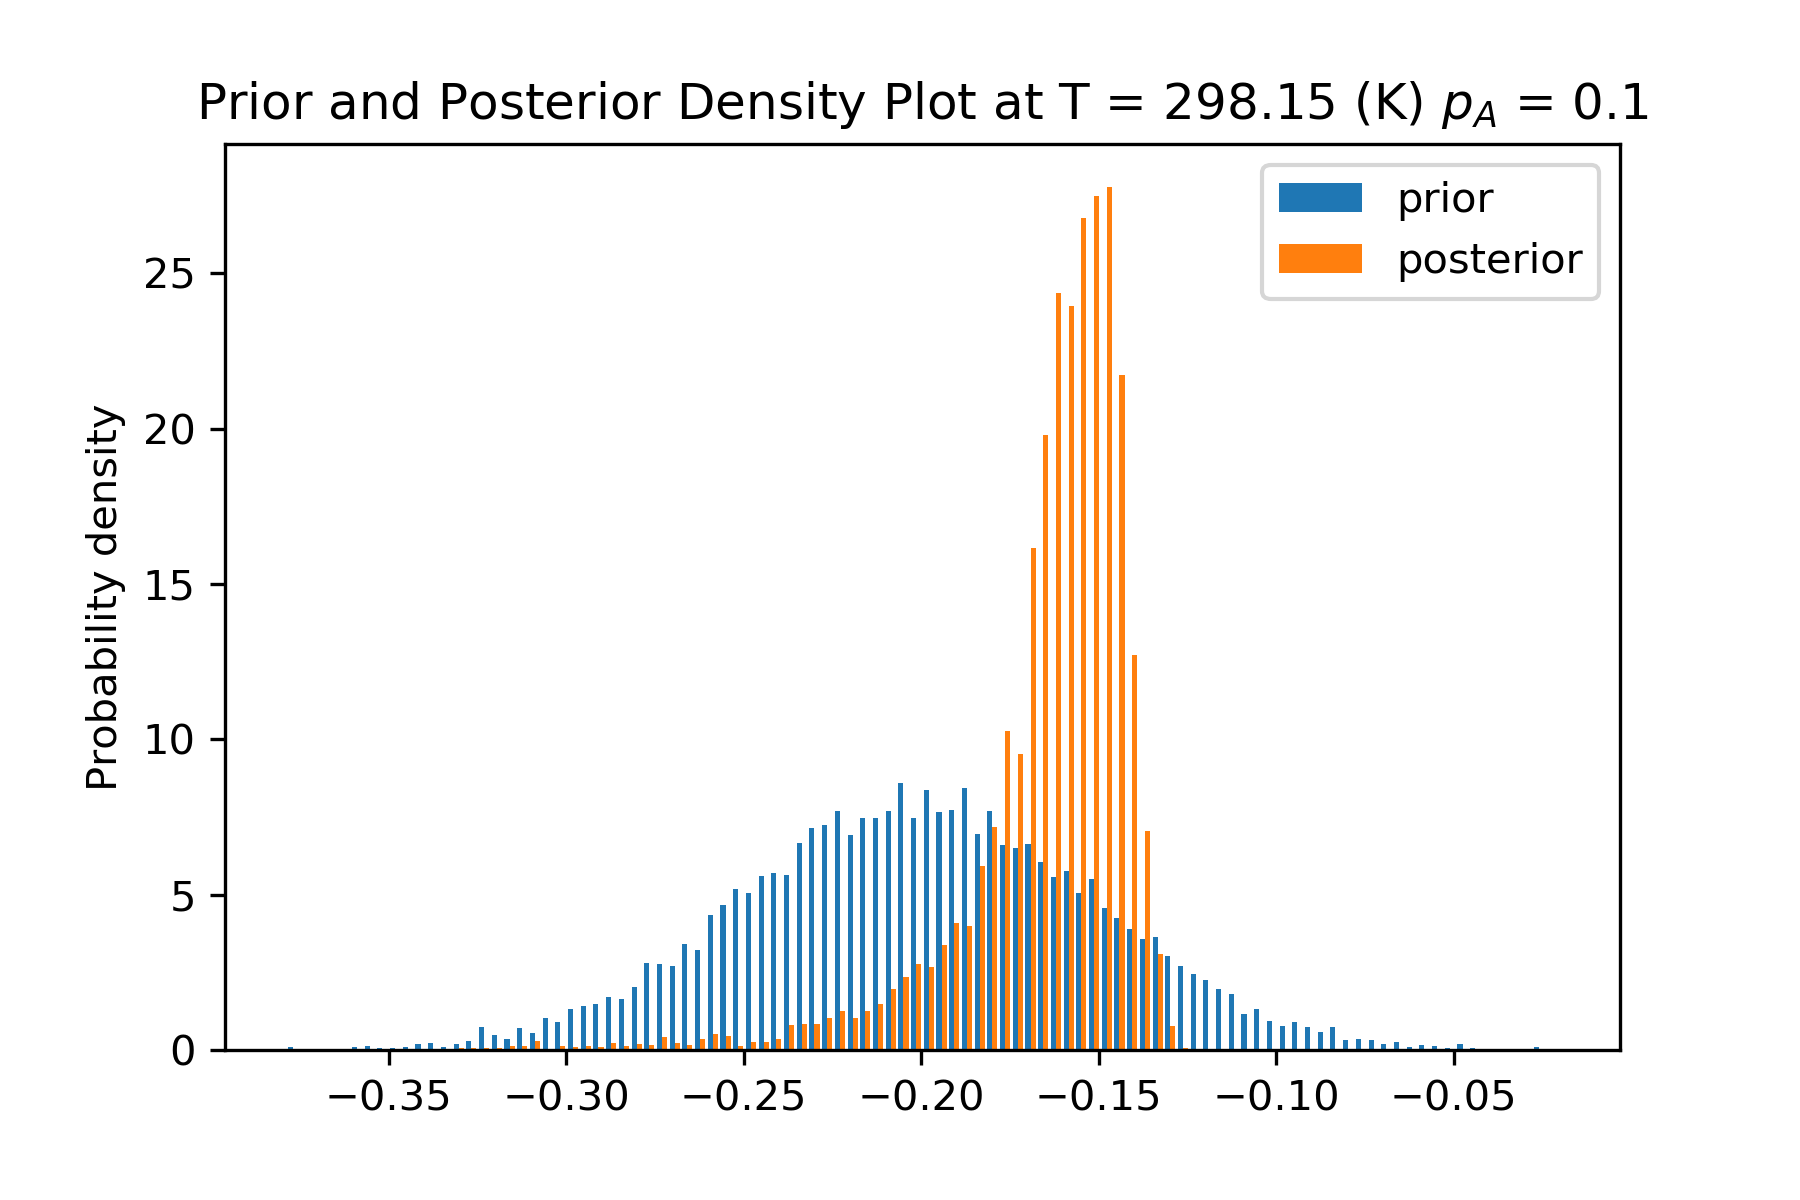 Prior and Posterior Density Plot at T = 298.15 (K) p_A = 0.1
prior
posterior
Probability density
25
20
15
10
5
0
−0.35 −0.30 −0.25 −0.20 −0.15 −0.10 −0.05